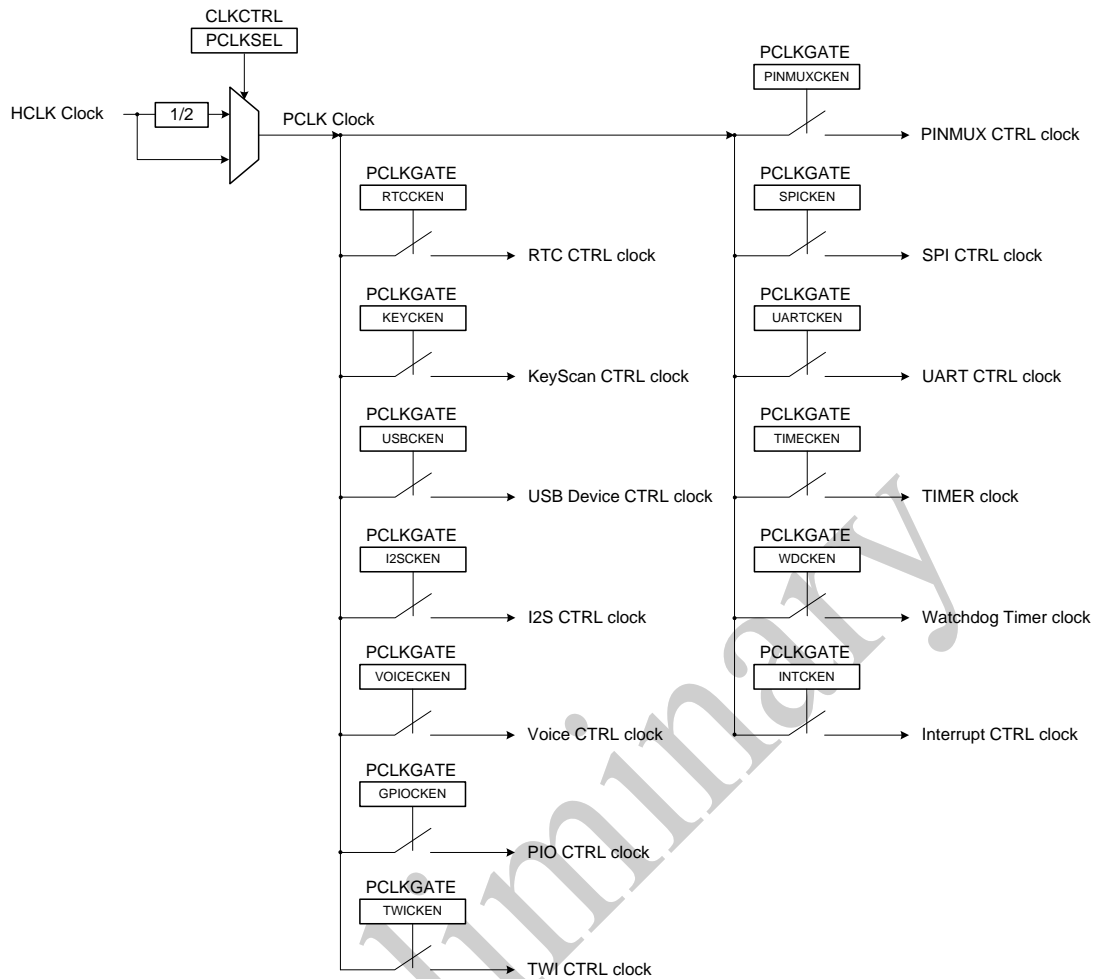 CLKCTRL
PCLKSEL
HCLK Clock
1/2
PCLK Clock
PCLKGATE
PINMUXCKEN
PINMUX CTRL clock
PCLKGATE
RTCCKEN
RTC CTRL clock
PCLKGATE
SPICKEN
SPI CTRL clock
PCLKGATE
KEYCKEN
KeyScan CTRL clock
PCLKGATE
UARTCKEN
UART CTRL clock
PCLKGATE
USBCKEN
USB Device CTRL clock
PCLKGATE
TIMECKEN
TIMER clock
PCLKGATE
I2SCKEN
I2S CTRL clock
PCLKGATE
WDCKEN
Watchdog Timer clock
PCLKGATE
VOICECKEN
Voice CTRL clock
PCLKGATE
INTCKEN
Interrupt CTRL clock
PCLKGATE
GPIOCKEN
PIO CTRL clock
PCLKGATE
TWICKEN
TWI CTRL clock
liminary